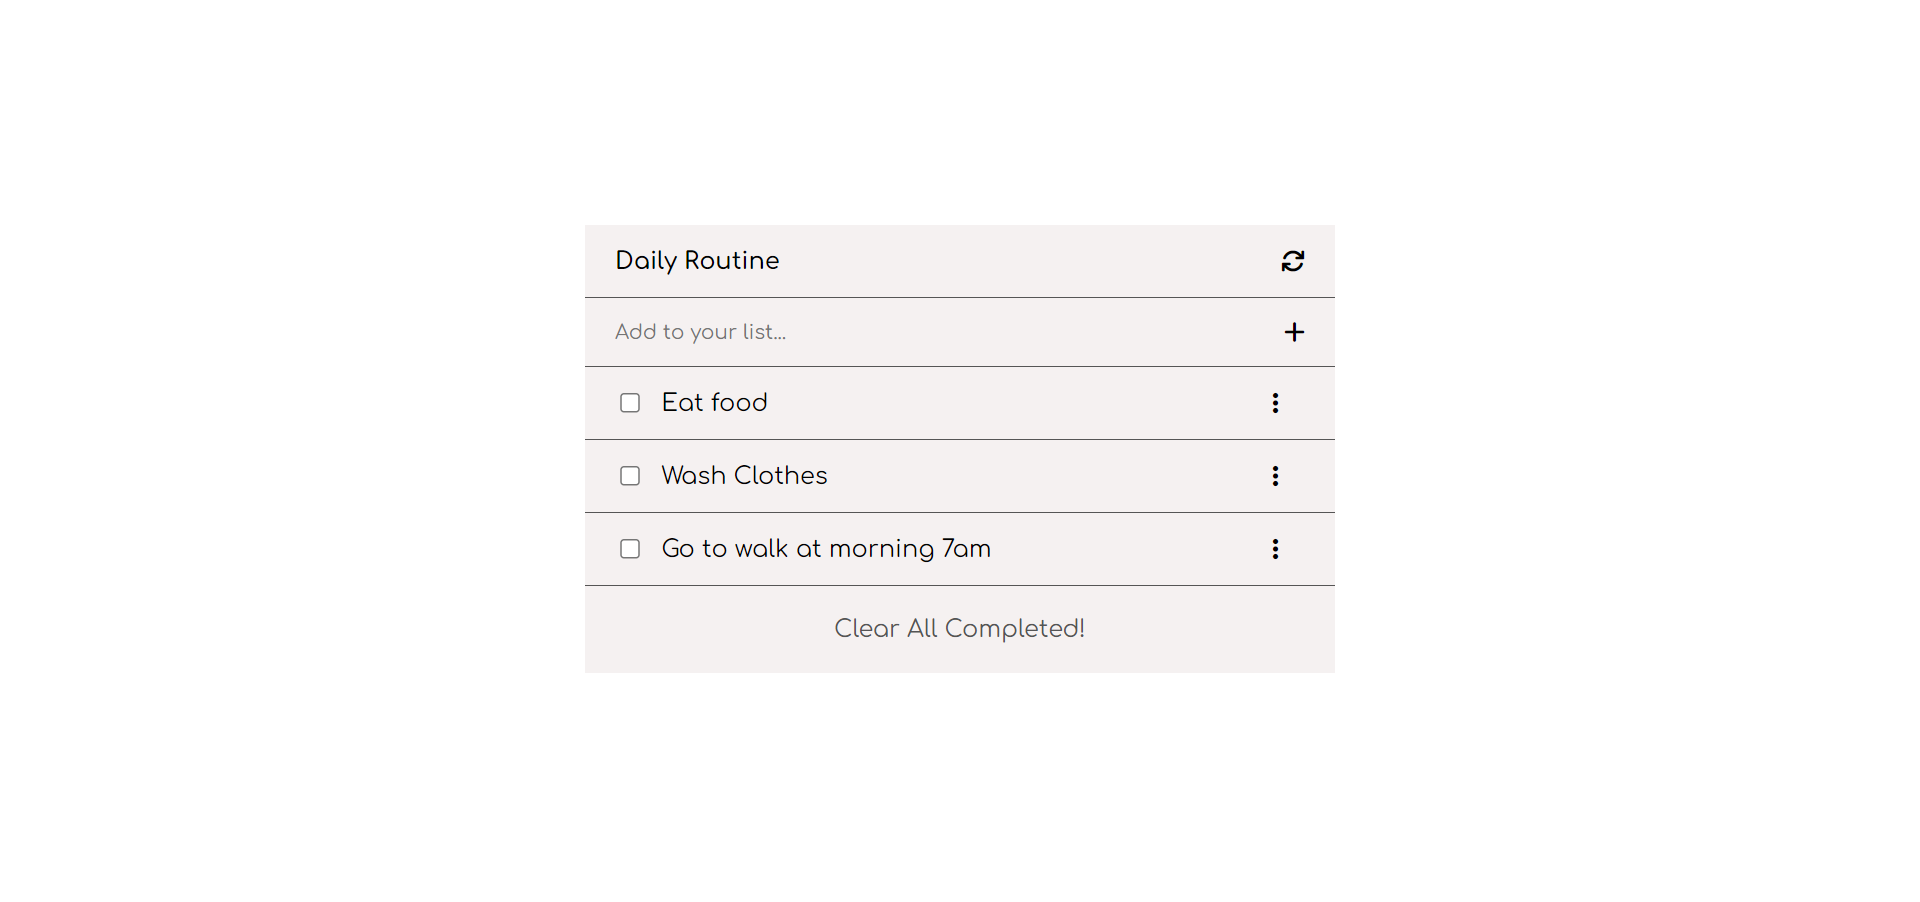 Daily Routine
Add to your list...
Eat food
Wash Clothes
Go to walk at morning 7am
Clear All Completed!